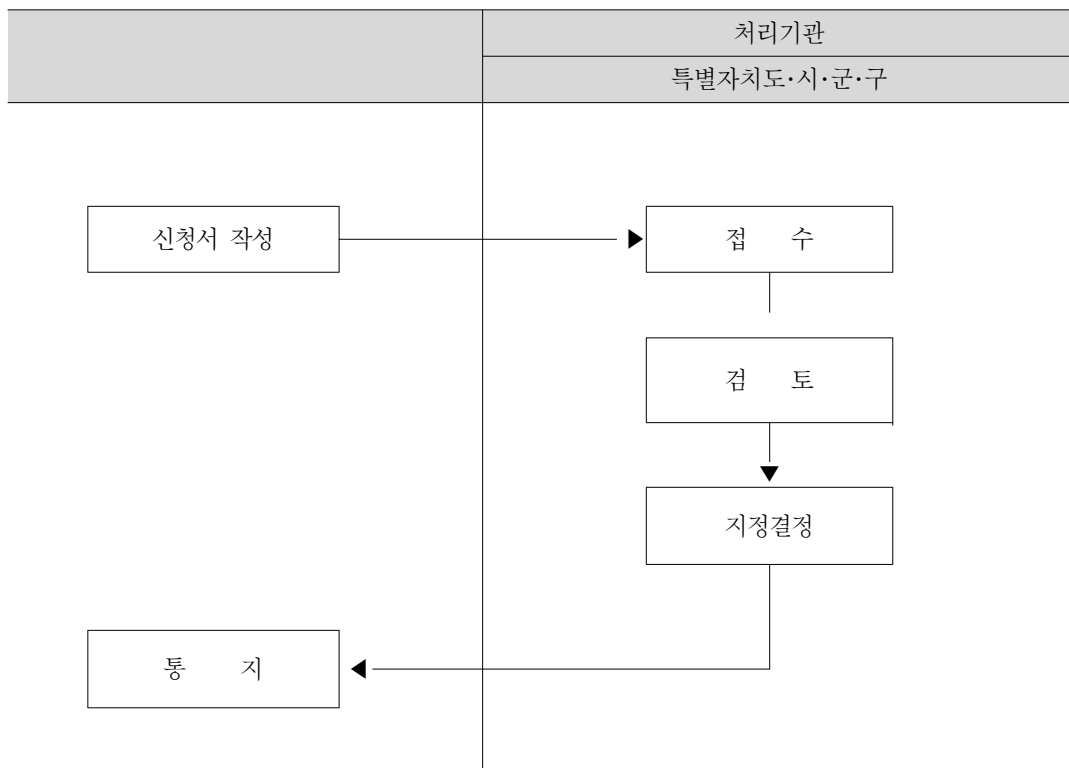 처리기관
특별자치도·시·군·구
신청서 작성
접 수
검 토
지정결정
통 지